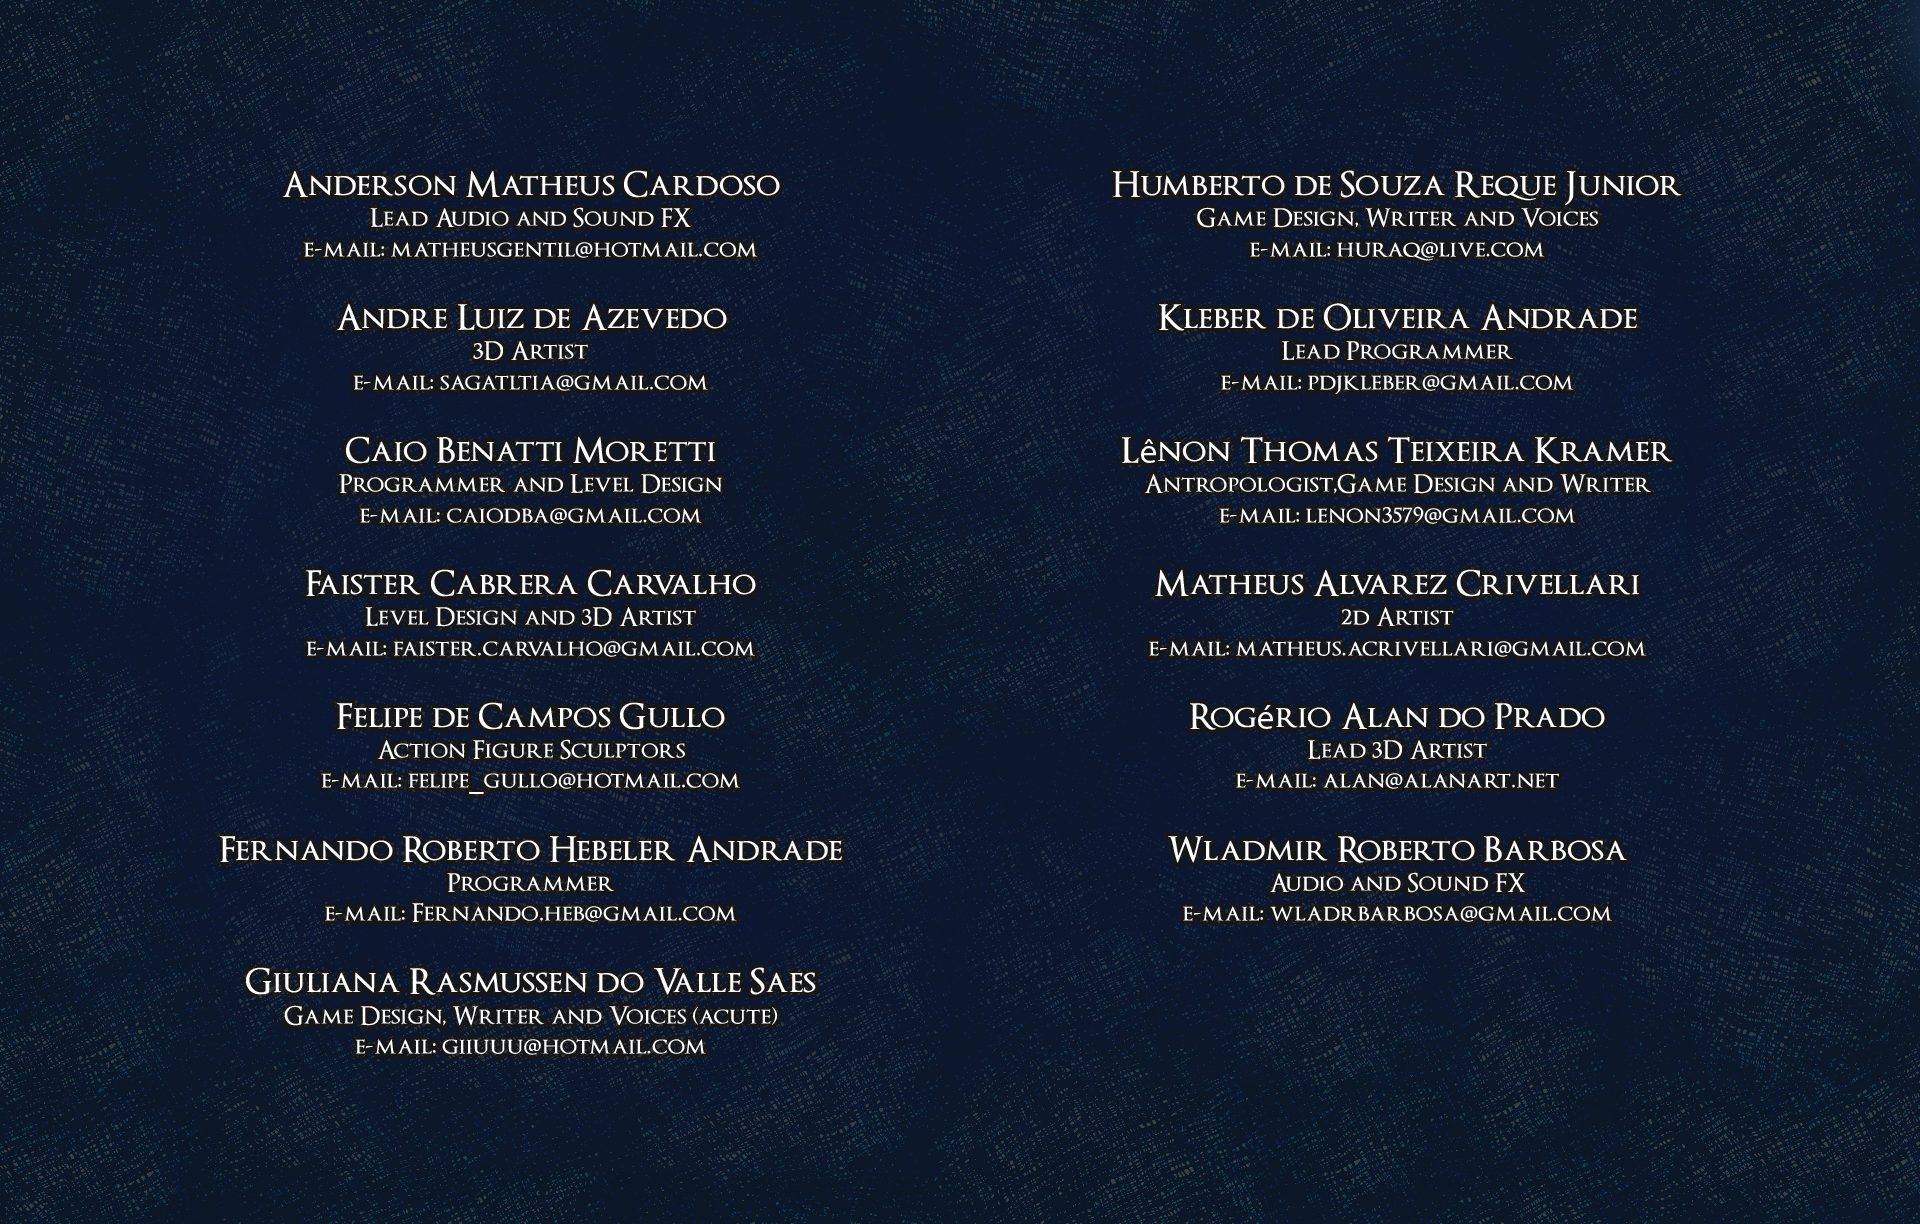 Anderson Matheus Cardoso
Lead Audio and Sound FX
e-mail: matheusgentil@hotmail.com
Andre Luiz de Azevedo
3D Artist
e-mail: sagatltia@gmail.com
Caio Benatti Moretti
Programmer and Level Design
e-mail: caiodba@gmail.com
Faister Cabrera Carvalho
Level Design and 3D Artist
e-mail: faister.carvalho@gmail.com
Felipe de Campos Gullo
Action Figure Sculptors
e-mail: felipe_gullo@hotmail.com
Fernando Roberto Hebeler Andrade
Programmer
e-mail: Fernando.heb@gmail.com
Giuliana Rasmussen do Valle Saes
Game Design, Writer and Voices (acute)
e-mail: giiuuu@hotmail.com
Humberto de Souza Reque Junior
Game Design, Writer and Voices
e-mail: huraq@live.com
Kleber de Oliveira Andrade
Lead Programmer
e-mail: pdjkleber@gmail.com
Lênon Thomas Teixeira Kramer
Antropologist,Game Design and Writer
e-mail: lenon3579@gmail.com
Matheus Alvarez Crivellari
2d Artist
e-mail: matheus.acrivellari@gmail.com
Rogério Alan do Prado
Lead 3D Artist
e-mail: alan@alanart.net
Wladmir Roberto Barbosa
Audio and Sound FX
e-mail: wladrbarbosa@gmail.com